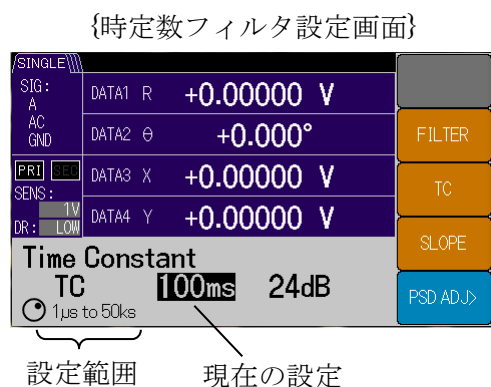 {時定数フィルタ設定画面}
SINGLE
SIG:
A
AC
GND
DATA1 R +0.00000 V
DATA2 θ +0.000°
DATA3 X +0.00000 V
DATA4 Y +0.00000 V
PRI SEC
SENS:
1V
DR: LOW
FILTER
TC
SLOPE
PSD ADJ>
Time Constant
TC 100ms 24dB
1μs to 50ks
設定範囲
現在の設定